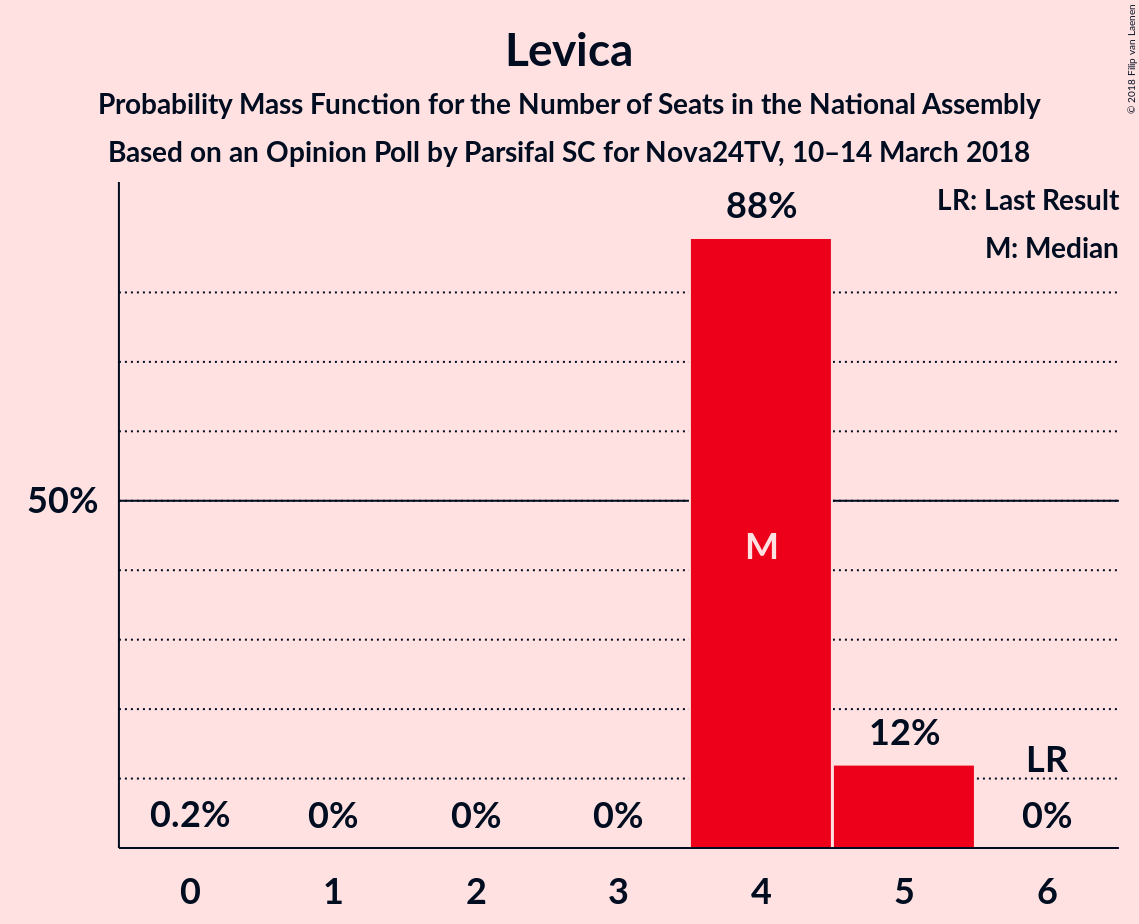 Levica
Probability Mass Function for the Number of Seats in the National Assembly
Based on an Opinion Poll by Parsifal SC for Nova24TV, 10–14 March 2018
© 2018 Filip van Laenen
LR: Last Result
M: Median
88%
50%
M
12%
LR
0.2% 0% 0% 0% 0%
0 1 2 3 4 5 6